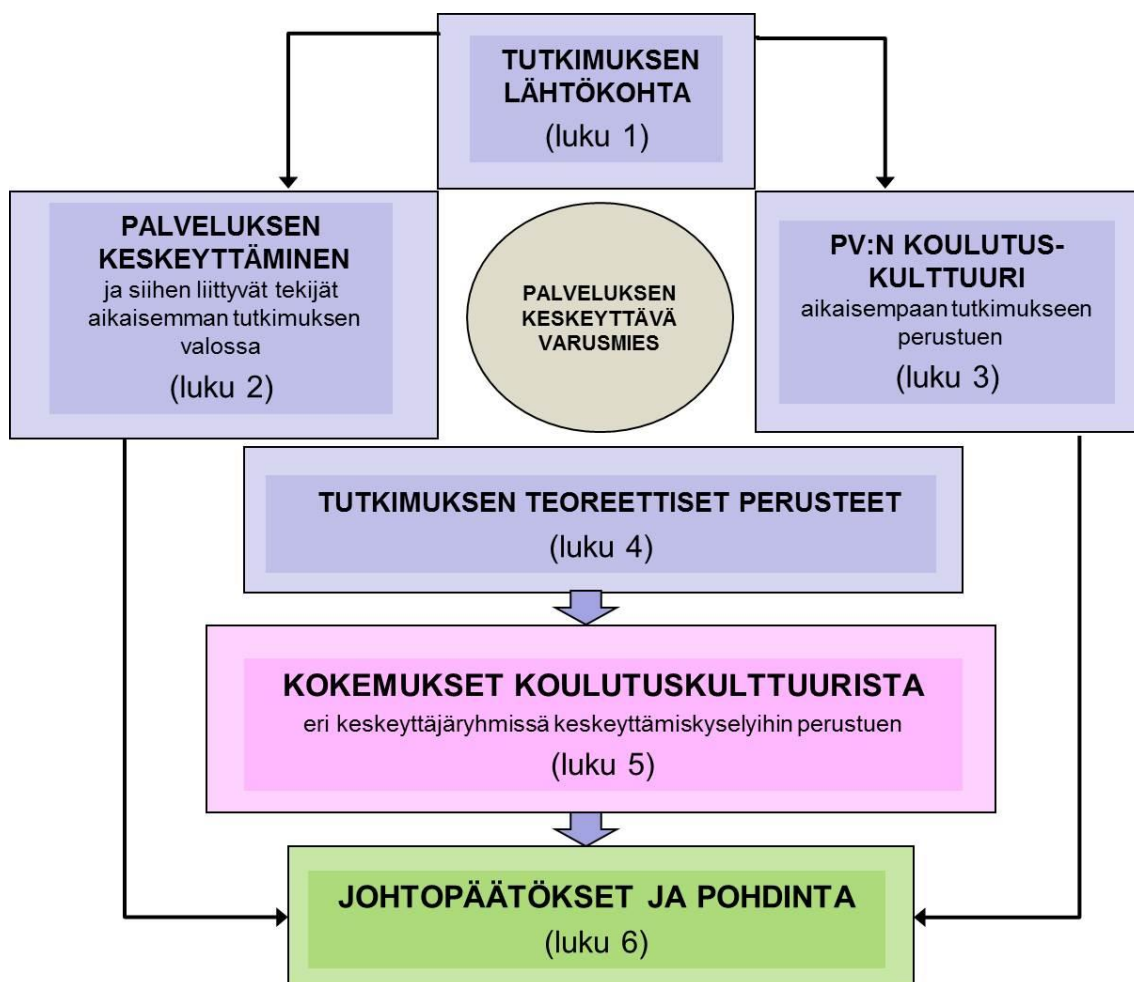 TUTKIMUKSEN
LÄHTÖKOHTA
(luku 1)
PALVELUKSEN
KESKEYTTÄMINEN
ja siihen liittyvät tekijät
aikaisemman tutkimuksen
valossa
(luku 2)
PALVELUKSEN
KESKEYTTÄVÄ
VARUSMIES
PV:N KOULUTUS-
KULTTUURI
aikaisempaan tutkimukseen
perustuen
(luku 3)
TUTKIMUKSEN TEOREETTISET PERUSTEET
(luku 4)
KOKEMUKSET KOULUTUSKULTTUURISTA
eri keskeyttäjäryhmissä keskeyttämiskyselyihin perustuen
(luku 5)
JOHTOPÄÄTÖKSET JA POHDINTA
(luku 6)